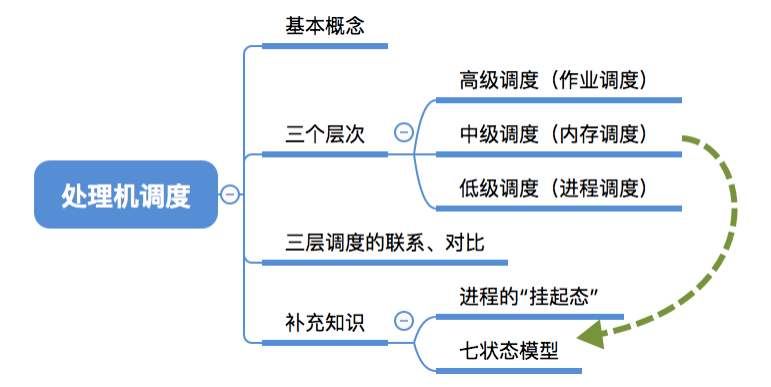 处理机调度
基本概念
三个层次
高级调度（作业调度）
中级调度（内存调度）
低级调度（进程调度）
三层调度的联系、对比
补充知识
进程的“挂起态”
七状态模型